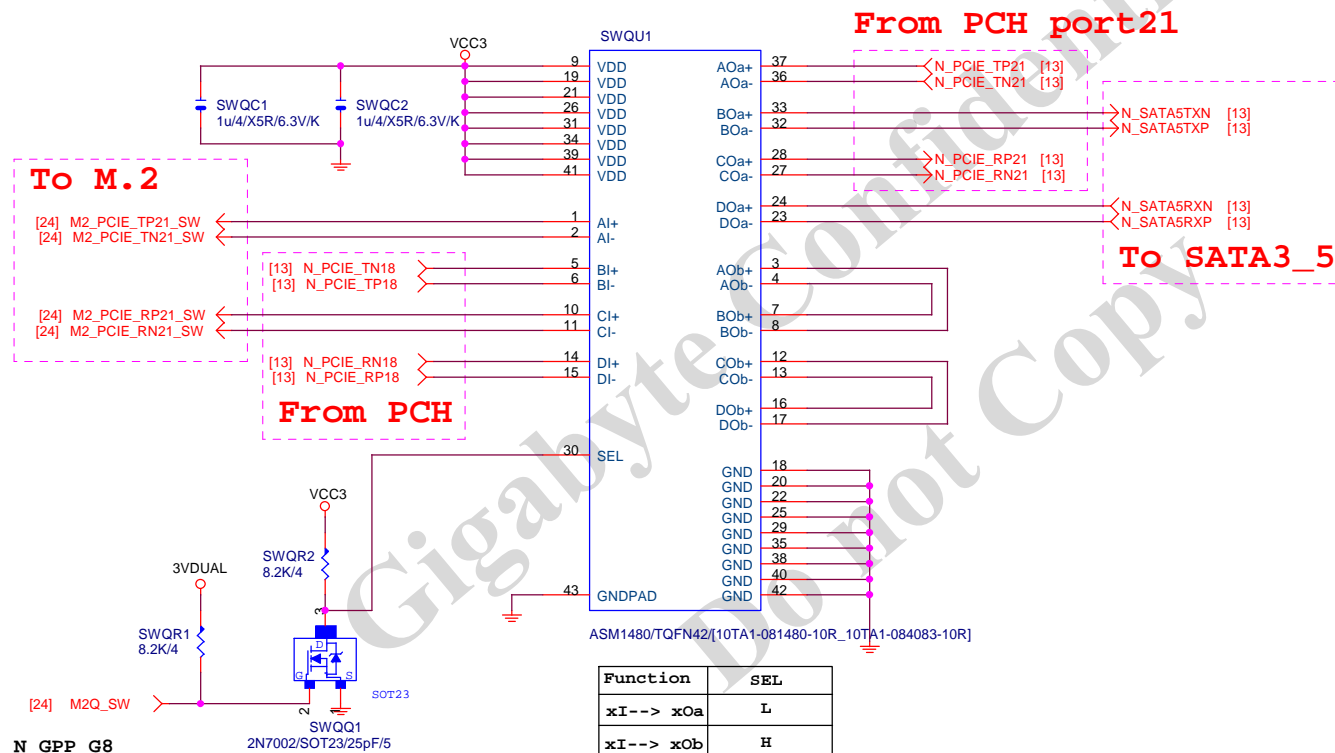 From PCH port21
SWQU1
VCC3
9 VDD
19 VDD
21 VDD
26 VDD
31 VDD
34 VDD
39 VDD
41 VDD
SWQC1
1u/4/X5R/6.3V/K
SWQC2
1u/4/X5R/6.3V/K
AOa+ 37 N_PCIE_TP21 [13]
AOa- 36 N_PCIE_TN21 [13]
BOa+ 33 N_SATA5TXN [13]
BOa- 32 N_SATA5TXP [13]
COa+ 28 N_PCIE_RP21 [13]
COa- 27 N_PCIE_RN21 [13]
DOa+ 24 N_SATA5RXN [13]
DOa- 23 N_SATA5RXP [13]
To SATA3_5
To M.2
[24] M2_PCIE_TP21_SW 1 AI+
[24] M2_PCIE_TN21_SW 2 AI-
[13] N_PCIE_TN18 5 BI+
[13] N_PCIE_TP18 6 BI-
[24] M2_PCIE_RP21_SW 10 CI+
[24] M2_PCIE_RN21_SW 11 CI-
[13] N_PCIE_RN18 14 DI+
[13] N_PCIE_RP18 15 DI-
From PCH
AOb+ 3
AOb- 4
BOb+ 7
BOb- 8
COb+ 12
COb- 13
DOb+ 16
DOb- 17
30 SEL
GND 18
GND 20
GND 22
GND 25
GND 29
GND 35
GND 38
GND 40
GND 42
43 GNDPAD
ASM1480/TQFN42/[10TA1-081480-10R_10TA1-084083-10R]
VCC3
SWQR2
8.2K/4
3VDUAL
SWQR1
8.2K/4
3
D
G
S
SOT23
2
1
[24] M2Q_SW
SWQQ1
2N7002/SOT23/25pF/5
N GPP G8
Function SEL
xI--> xOa L
xI--> xOb H
Gigabyte Confident
Do not Copy